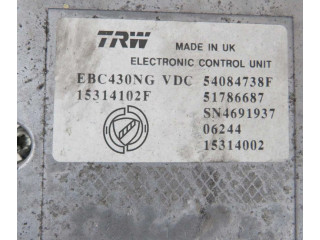 TRW MADE IN UK
ELECTRONIC CONTROL UNIT
EBC430NG VDC 54084738F
15314102F 51786687
SN4691937
06244
15314002